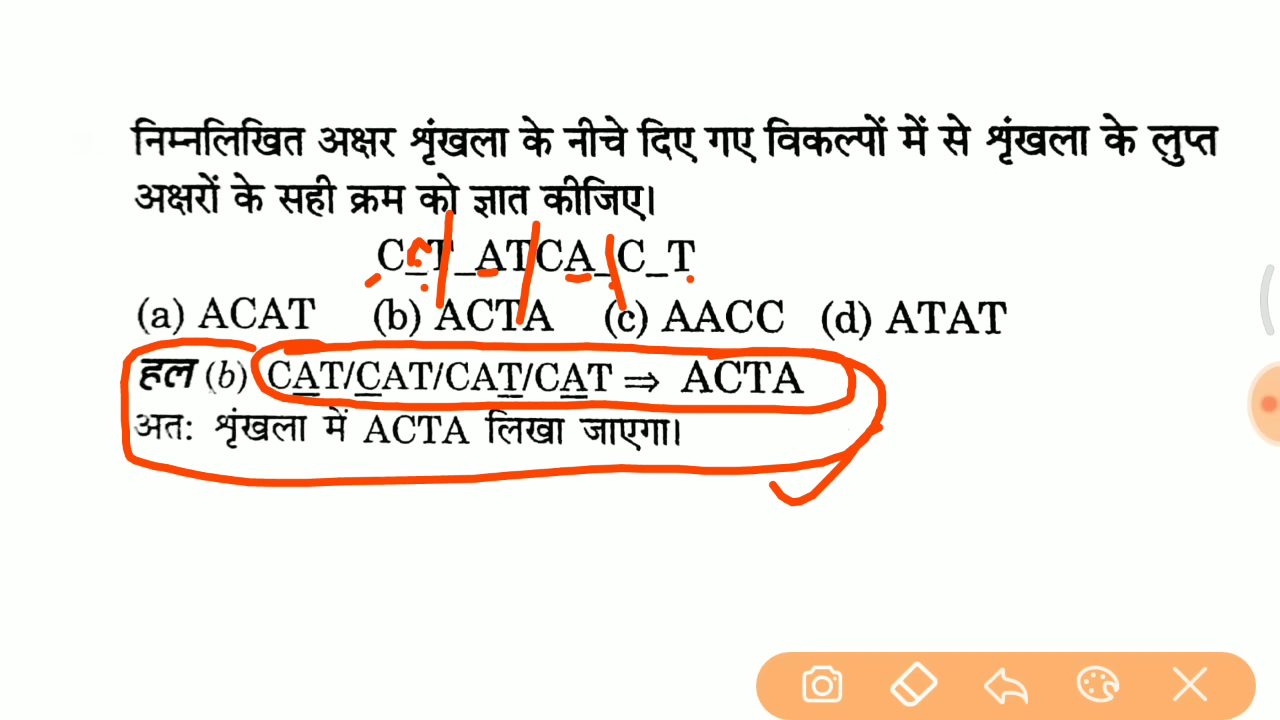 निम्नलिखित अक्षर शृंखला के नीचे दिए गए विकल्पों में से शृंखला के लुप्त
अक्षरों के सही क्रम को ज्ञात कीजिए।
C_T_ATCA_C_T
(a) ACAT (b) ACTA (c) AACC (d) ATAT
हल (b) CAT/CAT/CAT/CAT ⇒ ACTA
अतः शृंखला में ACTA लिखा जाएगा।